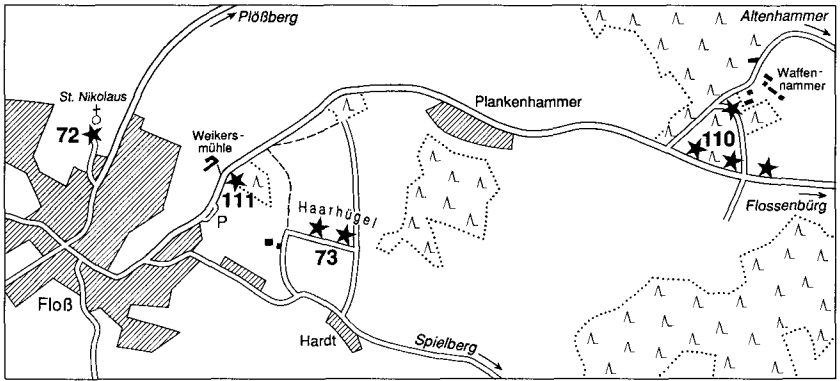 Plößberg
Altenhammer
St. Nikolaus
72
Weikers-
mühle
Plankenhammer
Waffen-
hammer
110
111
P
Haarhügel
73
Flossenbürg
Floß
Hardt
Spielberg